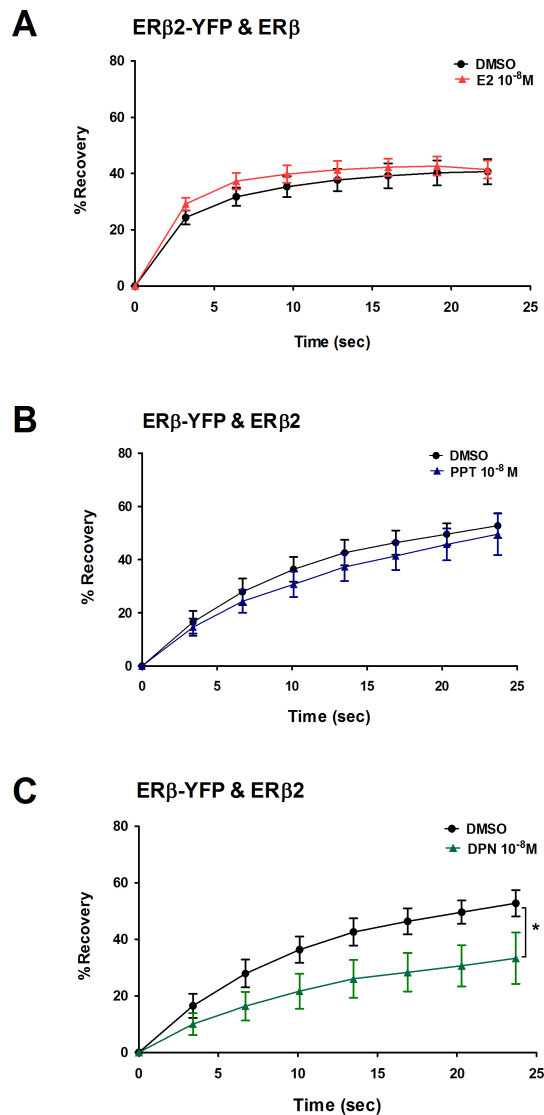 A
ERβ2-YFP & ERβ
DMSO
E2 10⁻⁸M
80
60
40
20
0
%Recovery
0 5 10 15 20 25
Time (sec)
B
ERβ-YFP & ERβ2
DMSO
PPT 10⁻⁸ M
80
60
40
20
0
% Recovery
0 5 10 15 20 25
Time (sec)
C
ERβ-YFP & ERβ2
DMSO
DPN 10⁻⁸M
80
60
40
20
0
%Recovery
*
0 5 10 15 20 25
Time (sec)